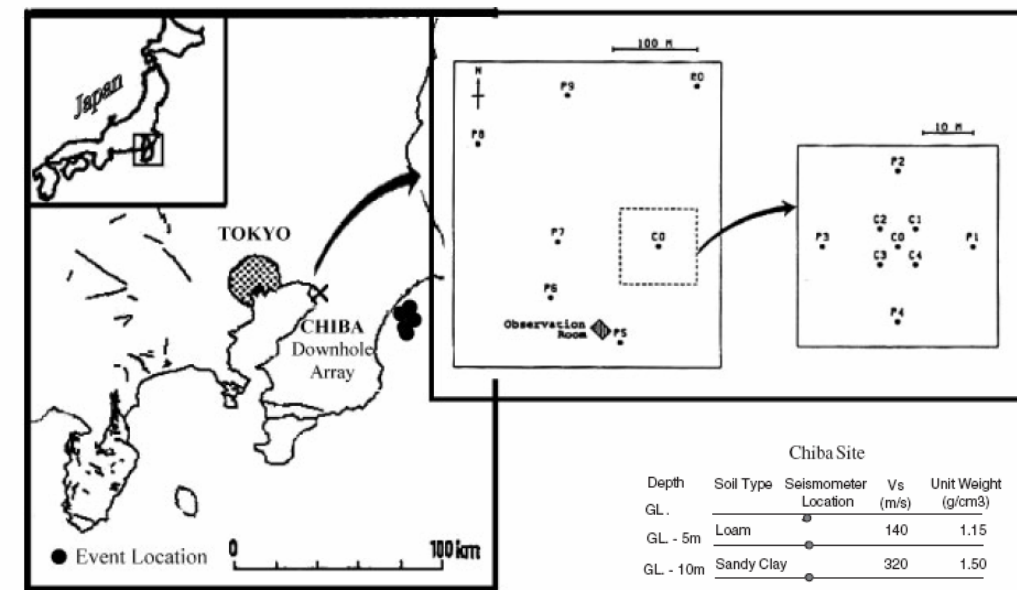 Japan
TOKYO
CHIBA
Downhole
Array
Event Location
0
100 km
100 M
N
P9
R0
P8
P7
C0
P6
Observation
Room
P5
10 M
P2
C2
C1
P3
C0
P1
C3
C4
P4
Chiba Site
Depth Soil Type Seismometer Location Vs (m/s) Unit Weight (g/cm3)
GL.
GL. - 5m Loam 140 1.15
GL. - 10m Sandy Clay 320 1.50